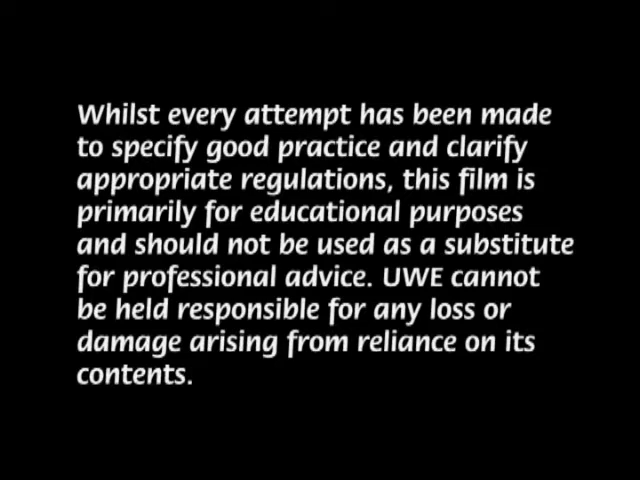 Whilst every attempt has been made
to specify good practice and clarify
appropriate regulations, this film is
primarily for educational purposes
and should not be used as a substitute
for professional advice. UWE cannot
be held responsible for any loss or
damage arising from reliance on its
contents.